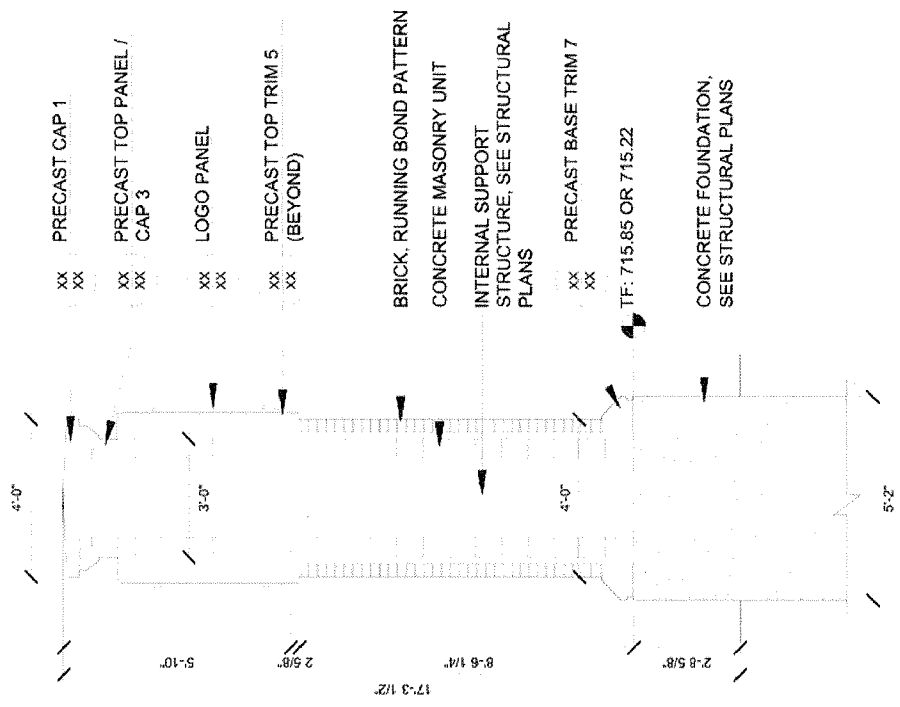 XX
XX
PRECAST CAP 1
XX
XX
PRECAST TOP PANEL /
CAP 3
XX
XX
LOGO PANEL
XX
XX
PRECAST TOP TRIM 5
(BEYOND)
BRICK, RUNNING BOND PATTERN
CONCRETE MASONRY UNIT
INTERNAL SUPPORT
STRUCTURE, SEE STRUCTURAL
PLANS
XX
XX
PRECAST BASE TRIM 7
TF: 715.85 OR 715.22
CONCRETE FOUNDATION,
SEE STRUCTURAL PLANS
4'-0"
3'-0"
4'-0"
5'-2"
5'-10"
2 5/8"
8'-6 1/4"
2'-8 5/8"
17'-3 1/2"